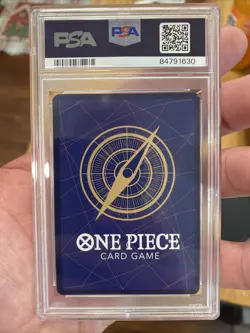 PSA
PSA
84791630
ONE PIECE
CARD GAME